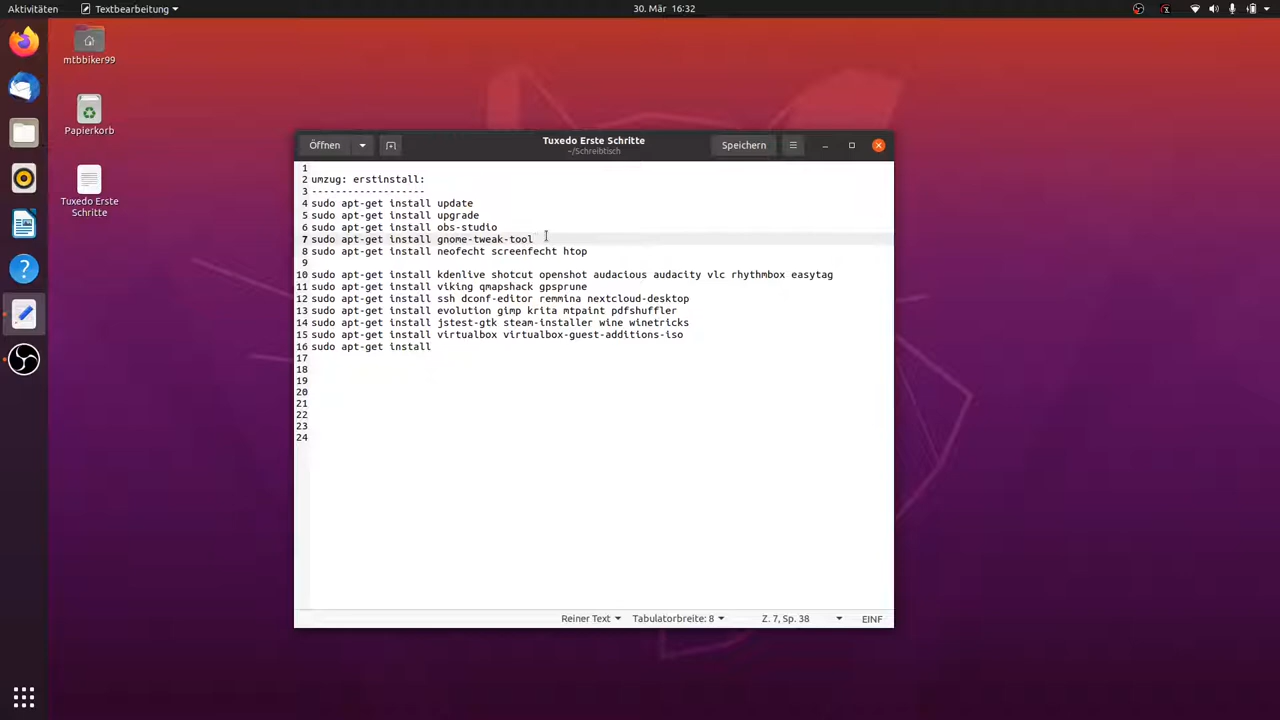 Aktivitäten
Textbearbeitung
30. Mär 16:32
mtbbiker99
Papierkorb
Tuxedo Erste
Schritte
Öffnen
Tuxedo Erste Schritte
~/Schreibtisch
Speichern
1
2 umzug: erstinstall:
3 -------------------
4 sudo apt-get install update
5 sudo apt-get install upgrade
6 sudo apt-get install obs-studio
7 sudo apt-get install gnome-tweak-tool
8 sudo apt-get install neofecht screenfecht htop
9
10 sudo apt-get install kdenlive shotcut openshot audacious audacity vlc rhythmbox easytag
11 sudo apt-get install viking qmapshack gpsprune
12 sudo apt-get install ssh dconf-editor remmina nextcloud-desktop
13 sudo apt-get install evolution gimp krita mtpaint pdfshuffler
14 sudo apt-get install jstest-gtk steam-installer wine winetricks
15 sudo apt-get install virtualbox virtualbox-guest-additions-iso
16 sudo apt-get install
17
18
19
20
21
22
23
24
Reiner Text
Tabulatorbreite: 8
Z. 7, Sp. 38
EINF